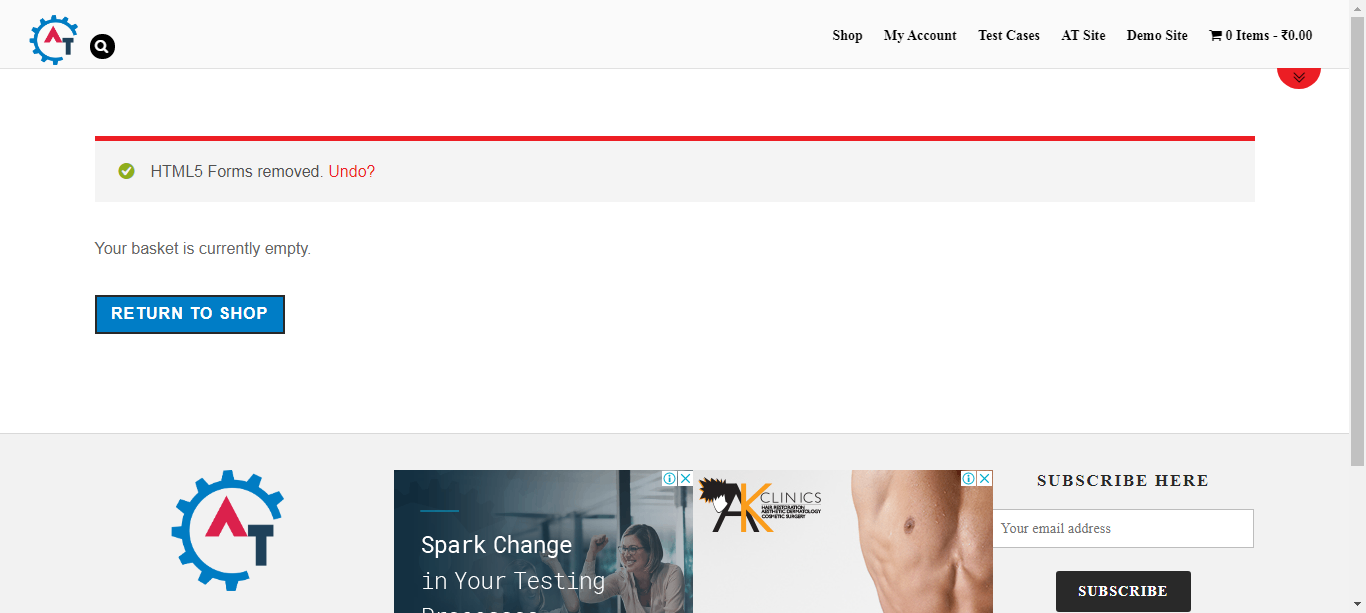 AT
Shop
My Account
Test Cases
AT Site
Demo Site
0 Items - ₹0.00
HTML5 Forms removed. Undo?
Your basket is currently empty.
RETURN TO SHOP
AT
Spark Change
in Your Testing
AK CLINICS
HAIR RESTORATION
AESTHETIC DERMATOLOGY
COSMETIC SURGERY
SUBSCRIBE HERE
Your email address
SUBSCRIBE